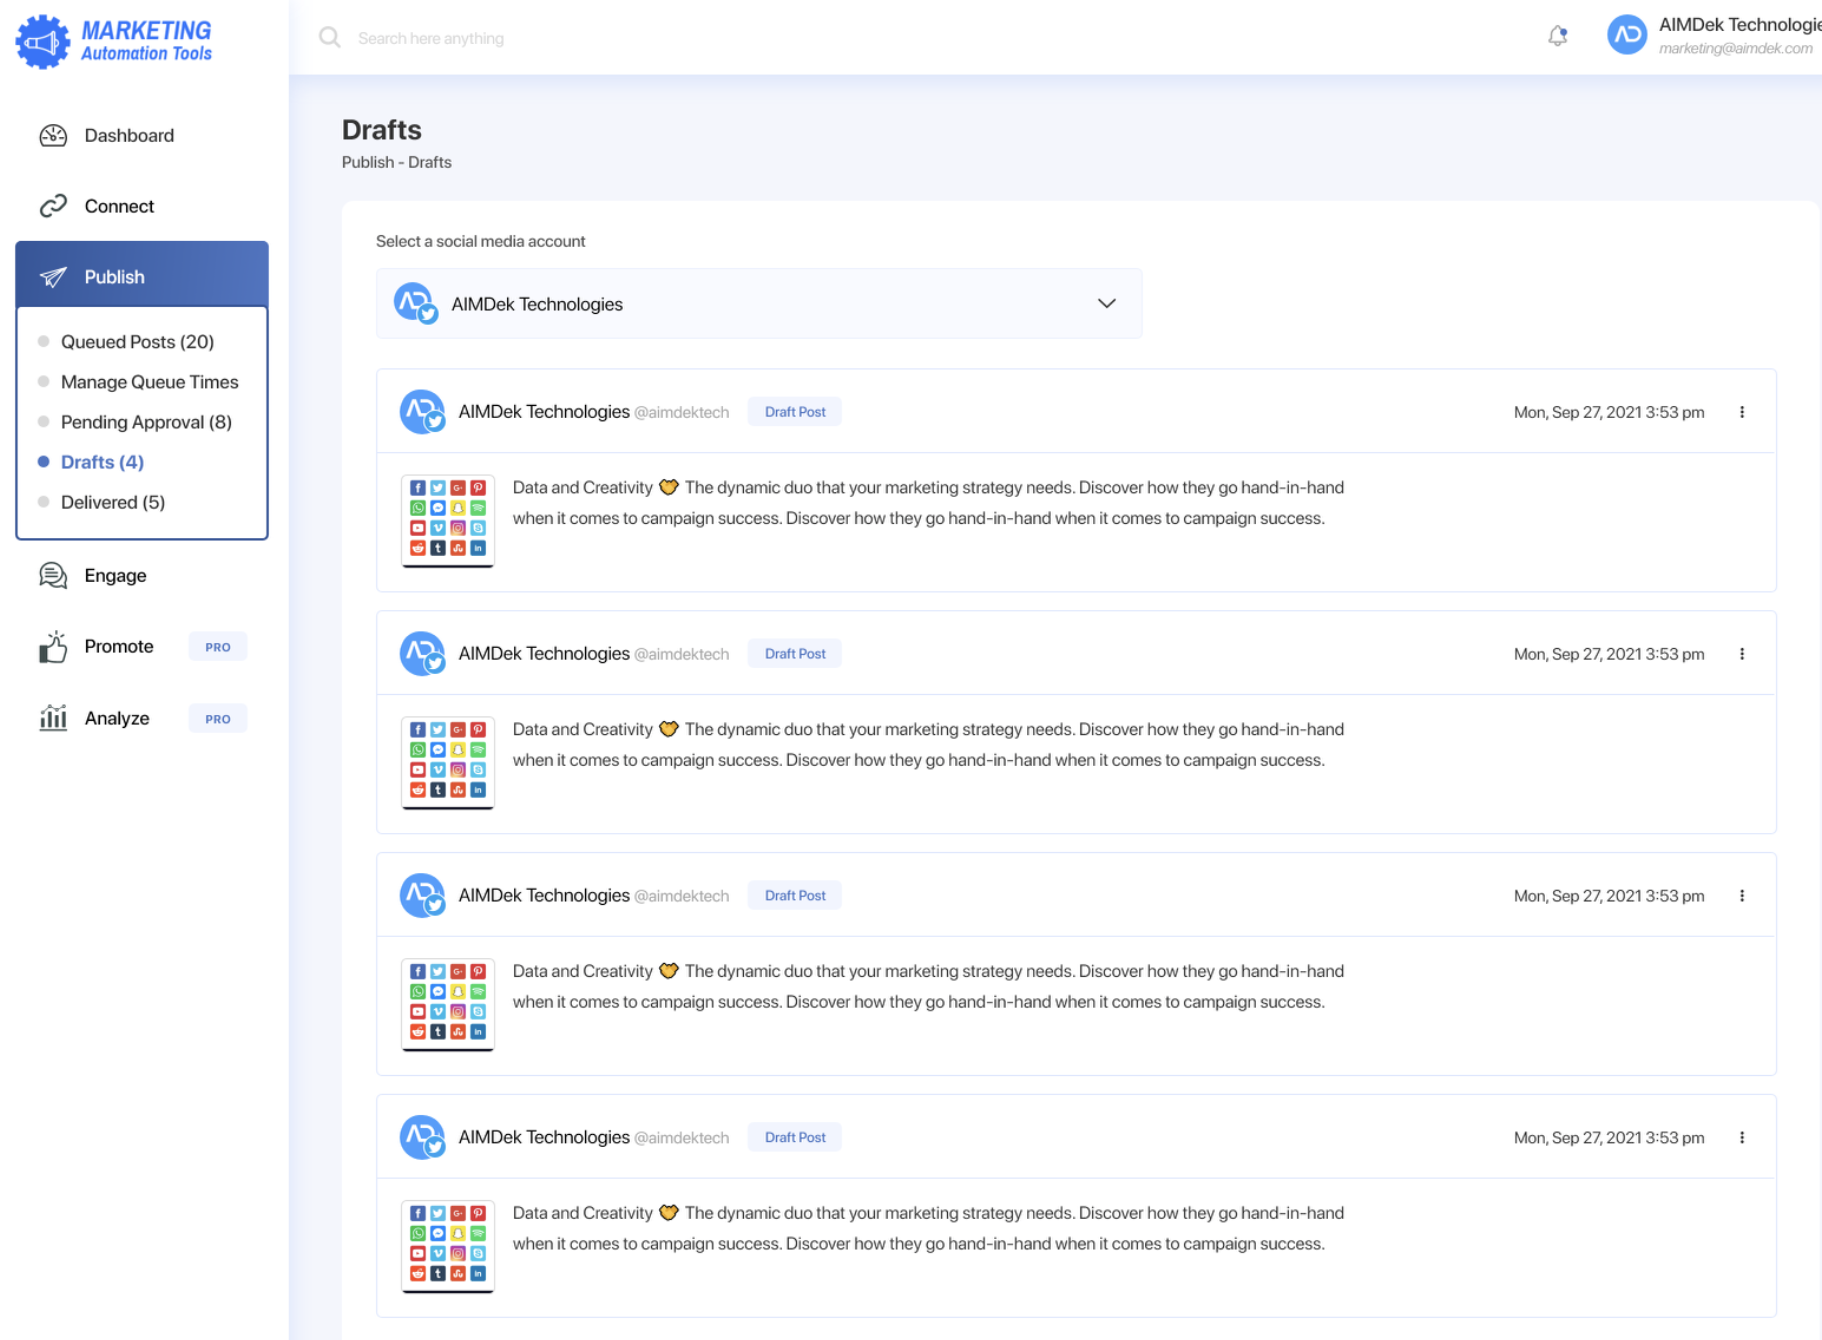 MARKETING
Automation Tools
Search here anything
AIMDek Technologie
marketing@aimdek.com
Dashboard
Connect
Publish
Queued Posts (20)
Manage Queue Times
Pending Approval (8)
Drafts (4)
Delivered (5)
Engage
Promote PRO
Analyze PRO
Drafts
Publish - Drafts
Select a social media account
AIMDek Technologies
AIMDek Technologies @aimdektech Draft Post Mon, Sep 27, 2021 3:53 pm
Data and Creativity The dynamic duo that your marketing strategy needs. Discover how they go hand-in-hand
when it comes to campaign success. Discover how they go hand-in-hand when it comes to campaign success.
AIMDek Technologies @aimdektech Draft Post Mon, Sep 27, 2021 3:53 pm
Data and Creativity The dynamic duo that your marketing strategy needs. Discover how they go hand-in-hand
when it comes to campaign success. Discover how they go hand-in-hand when it comes to campaign success.
AIMDek Technologies @aimdektech Draft Post Mon, Sep 27, 2021 3:53 pm
Data and Creativity The dynamic duo that your marketing strategy needs. Discover how they go hand-in-hand
when it comes to campaign success. Discover how they go hand-in-hand when it comes to campaign success.
AIMDek Technologies @aimdektech Draft Post Mon, Sep 27, 2021 3:53 pm
Data and Creativity The dynamic duo that your marketing strategy needs. Discover how they go hand-in-hand
when it comes to campaign success. Discover how they go hand-in-hand when it comes to campaign success.